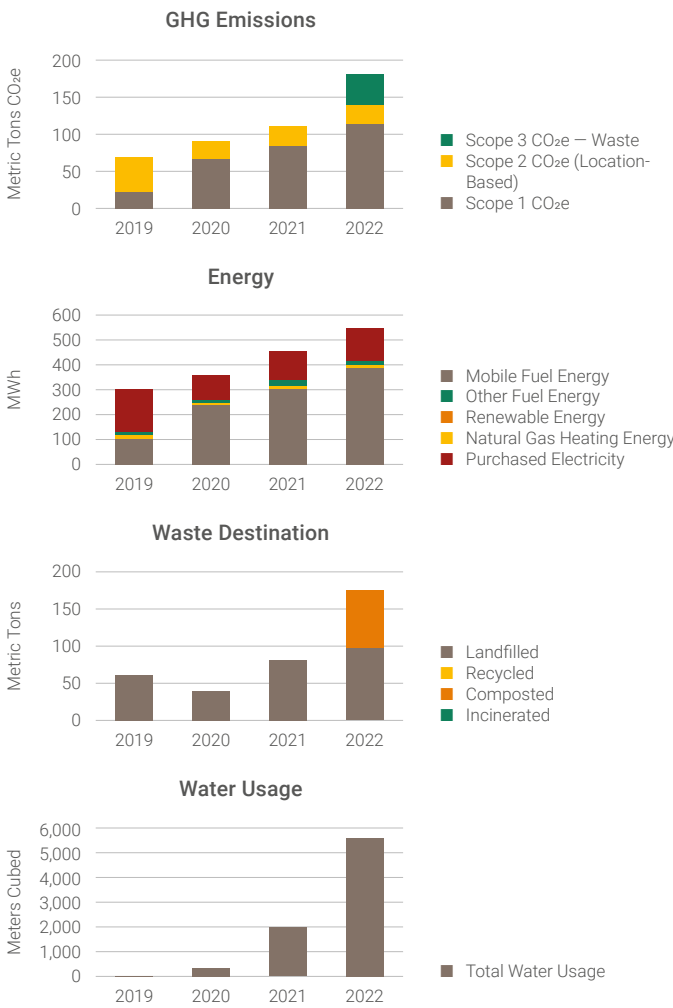 GHG Emissions
Metric Tons CO₂e
200
150
100
50
0
2019 2020 2021 2022
Scope 3 CO₂e — Waste
Scope 2 CO₂e (Location-
Based)
Scope 1 CO₂e
Energy
MWh
600
500
400
300
200
100
0
2019 2020 2021 2022
Mobile Fuel Energy
Other Fuel Energy
Renewable Energy
Natural Gas Heating Energy
Purchased Electricity
Waste Destination
Metric Tons
200
150
100
50
0
2019 2020 2021 2022
Landfilled
Recycled
Composted
Incinerated
Water Usage
Meters Cubed
6,000
5,000
4,000
3,000
2,000
1,000
0
2019 2020 2021 2022
Total Water Usage